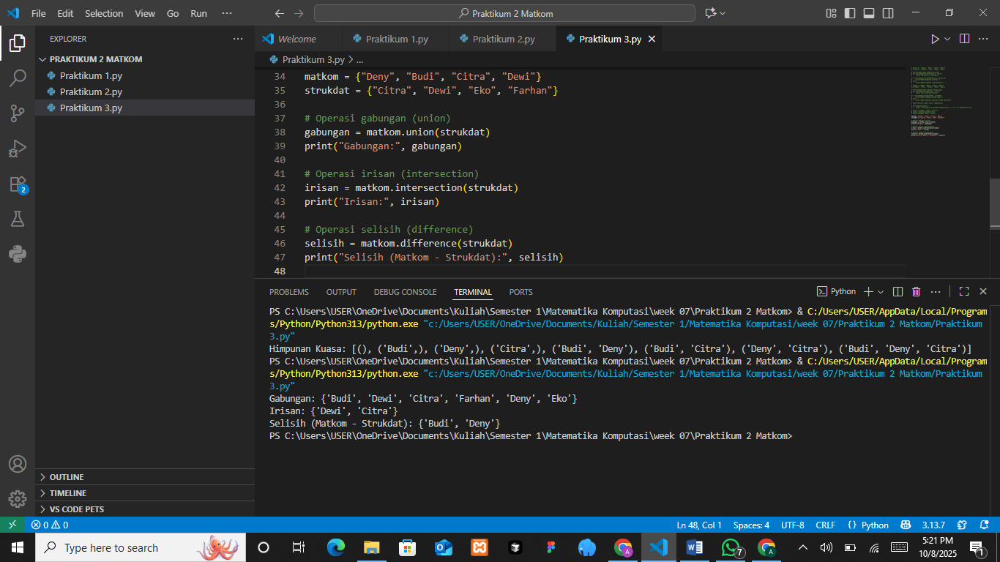 File Edit Selection View Go Run ··· Praktikum 2 Matkom
EXPLORER ···
PRAKTIKUM 2 MATKOM
Praktikum 1.py
Praktikum 2.py
Praktikum 3.py
2
OUTLINE
TIMELINE
VS CODE PETS
Welcome Praktikum 1.py Praktikum 2.py Praktikum 3.py
Praktikum 3.py > ...
34 matkom = {"Deny", "Budi", "Citra", "Dewi"}
35 strukdat = {"Citra", "Dewi", "Eko", "Farhan"}
36
37 # Operasi gabungan (union)
38 gabungan = matkom.union(strukdat)
39 print("Gabungan:", gabungan)
40
41 # Operasi irisan (intersection)
42 irisan = matkom.intersection(strukdat)
43 print("Irisan:", irisan)
44
45 # Operasi selisih (difference)
46 selisih = matkom.difference(strukdat)
47 print("Selisih (Matkom - Strukdat):", selisih)
48
PROBLEMS OUTPUT DEBUG CONSOLE TERMINAL PORTS Python
PS C:\Users\USER\OneDrive\Documents\Kuliah\Semester 1\Matematika Komputasi\week 07\Praktikum 2 Matkom> & C:/Users/USER/AppData/Local/Program
s/Python/Python313/python.exe "c:/Users/USER/OneDrive/Documents/Kuliah/Semester 1/Matematika Komputasi/week 07/Praktikum 2 Matkom/Praktikum
3.py"
Himpunan Kuasa: [(), ('Budi',), ('Deny',), ('Citra',), ('Budi', 'Deny'), ('Budi', 'Citra'), ('Deny', 'Citra'), ('Budi', 'Deny', 'Citra')]
PS C:\Users\USER\OneDrive\Documents\Kuliah\Semester 1\Matematika Komputasi\week 07\Praktikum 2 Matkom> & C:/Users/USER/AppData/Local/Program
s/Python/Python313/python.exe "c:/Users/USER/OneDrive/Documents/Kuliah/Semester 1/Matematika Komputasi/week 07/Praktikum 2 Matkom/Praktikum
3.py"
Gabungan: {'Budi', 'Dewi', 'Citra', 'Farhan', 'Deny', 'Eko'}
Irisan: {'Dewi', 'Citra'}
Selisih (Matkom - Strukdat): {'Budi', 'Deny'}
PS C:\Users\USER\OneDrive\Documents\Kuliah\Semester 1\Matematika Komputasi\week 07\Praktikum 2 Matkom>
0 0 Ln 48, Col 1 Spaces: 4 UTF-8 CRLF {} Python 3.13.7
Type here to search A 7 A 5:21 PM
10/8/2025 1